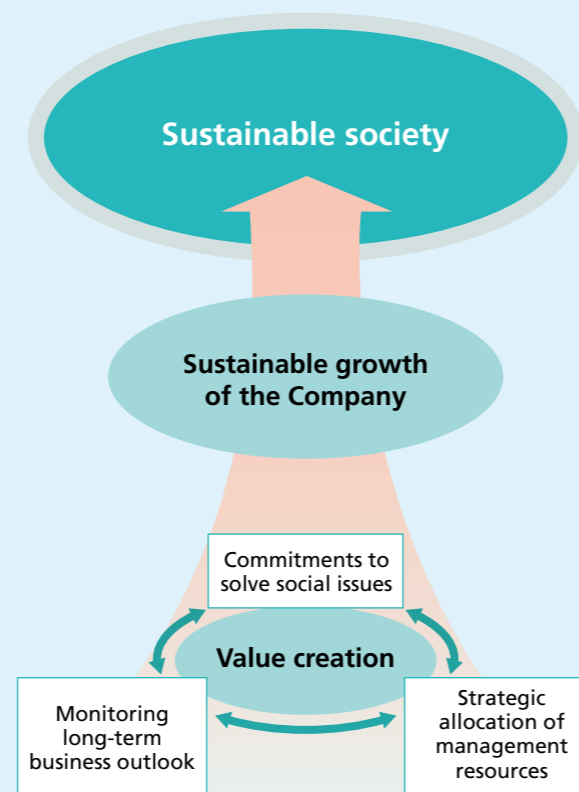 Sustainable society
Sustainable growth
of the Company
Commitments to
solve social issues
Value creation
Monitoring
long-term
business outlook
Strategic
allocation of
management
resources